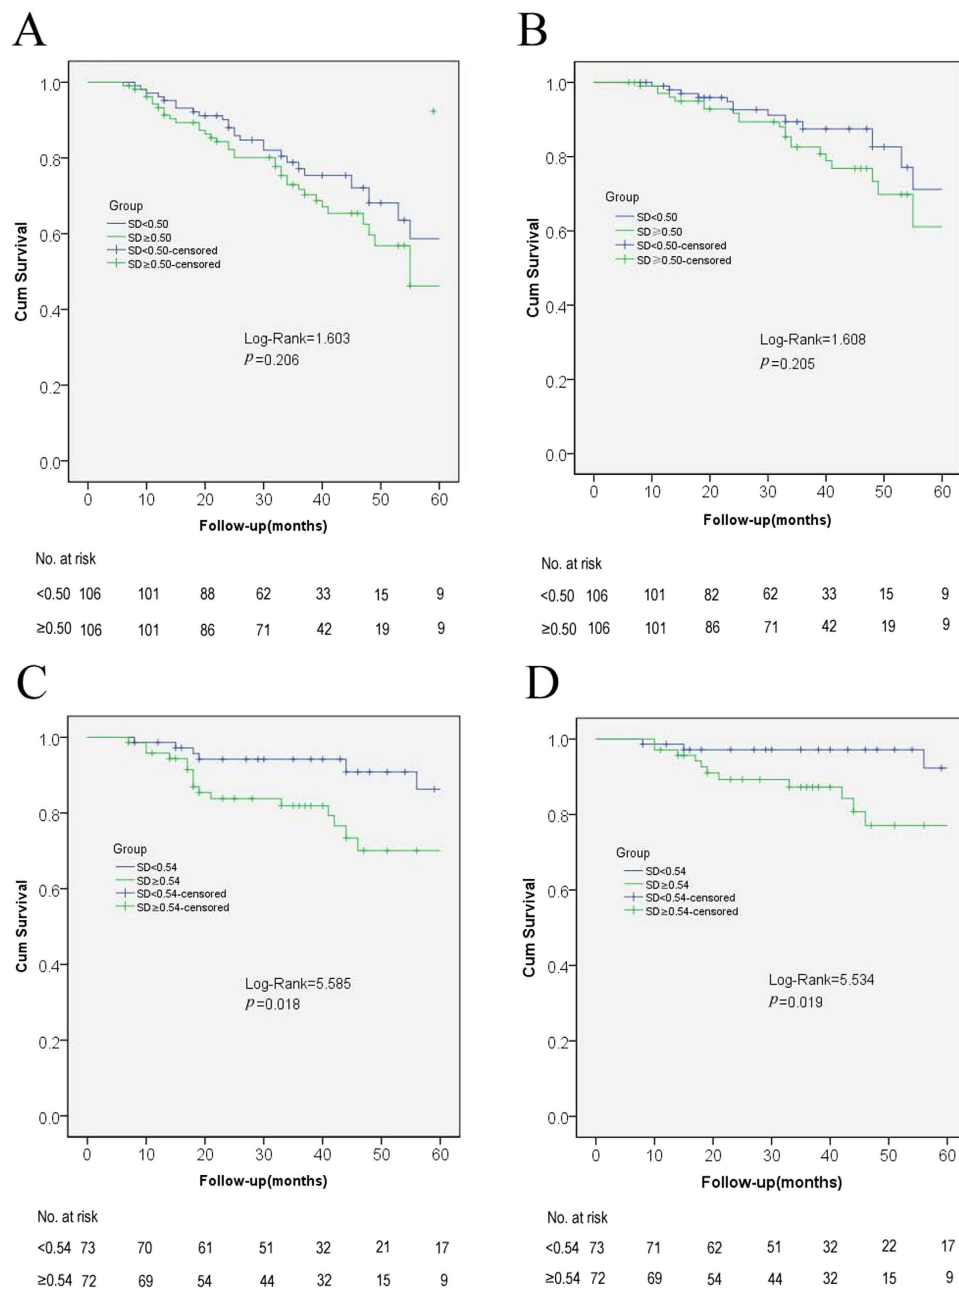 A
1.0
0.8
0.6
0.4
0.2
0.0
Cum Survival
Group
SD<0.50
SD≥0.50
SD<0.50-censored
SD≥0.50-censored
Log-Rank=1.603
p=0.206
0 10 20 30 40 50 60
Follow-up(months)
No. at risk
<0.50 106 101 88 62 33 15 9
≥0.50 106 101 86 71 42 19 9
B
1.0
0.8
0.6
0.4
0.2
0.0
Cum Survival
Group
SD<0.50
SD≥0.50
SD<0.50-censored
SD≥0.50-censored
Log-Rank=1.608
p=0.205
0 10 20 30 40 50 60
Follow-up(months)
No. at risk
<0.50 106 101 82 62 33 15 9
≥0.50 106 101 86 71 42 19 9
C
1.0
0.8
0.6
0.4
0.2
0.0
Cum Survival
Group
SD<0.54
SD≥0.54
SD<0.54-censored
SD≥0.54-censored
Log-Rank=5.585
p=0.018
0 10 20 30 40 50 60
Follow-up(months)
No. at risk
<0.54 73 70 61 51 32 21 17
≥0.54 72 69 54 44 32 15 9
D
1.0
0.8
0.6
0.4
0.2
0.0
Cum Survival
Group
SD<0.54
SD≥0.54
SD<0.54-censored
SD≥0.54-censored
Log-Rank=5.534
p=0.019
0 10 20 30 40 50 60
Follow-up(months)
No. at risk
<0.54 73 71 62 51 32 22 17
≥0.54 72 69 54 44 32 15 9